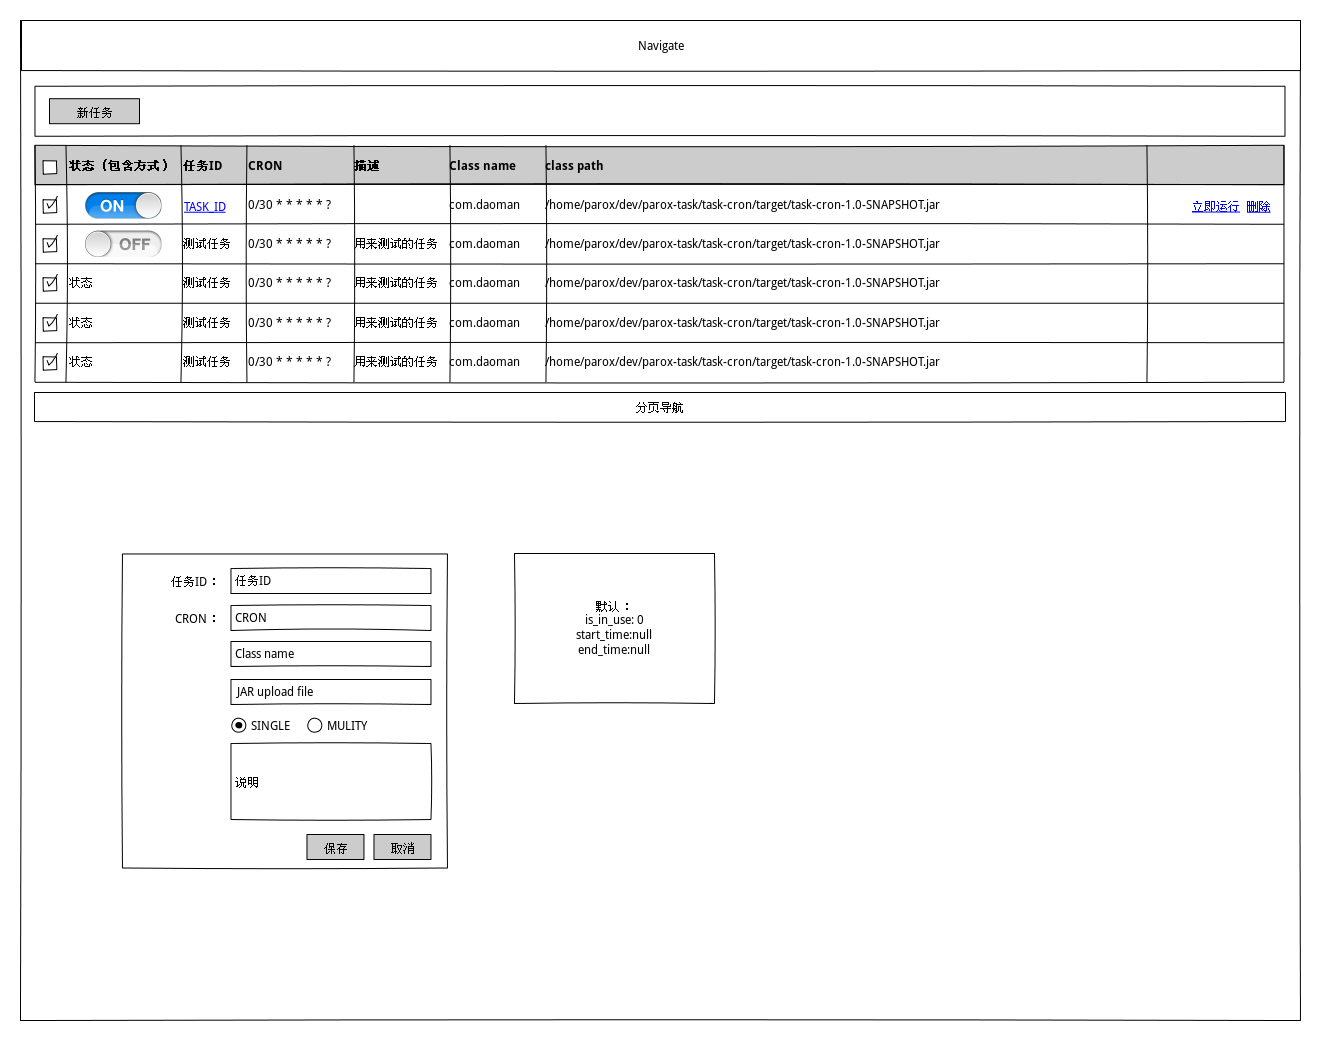 Navigate
新任务
状态（包含方式） 任务ID CRON 描述 Class name class path
ON TASK_ID 0/30 * * * * * ? com.daoman /home/parox/dev/parox-task/task-cron/target/task-cron-1.0-SNAPSHOT.jar 立即运行 删除
OFF 测试任务 0/30 * * * * * ? 用来测试的任务 com.daoman /home/parox/dev/parox-task/task-cron/target/task-cron-1.0-SNAPSHOT.jar
状态 测试任务 0/30 * * * * * ? 用来测试的任务 com.daoman /home/parox/dev/parox-task/task-cron/target/task-cron-1.0-SNAPSHOT.jar
状态 测试任务 0/30 * * * * * ? 用来测试的任务 com.daoman /home/parox/dev/parox-task/task-cron/target/task-cron-1.0-SNAPSHOT.jar
状态 测试任务 0/30 * * * * * ? 用来测试的任务 com.daoman /home/parox/dev/parox-task/task-cron/target/task-cron-1.0-SNAPSHOT.jar
分页导航
任务ID： 任务ID
CRON： CRON
Class name
JAR upload file
SINGLE MULITY
说明
保存 取消
默认：
is_in_use: 0
start_time:null
end_time:null